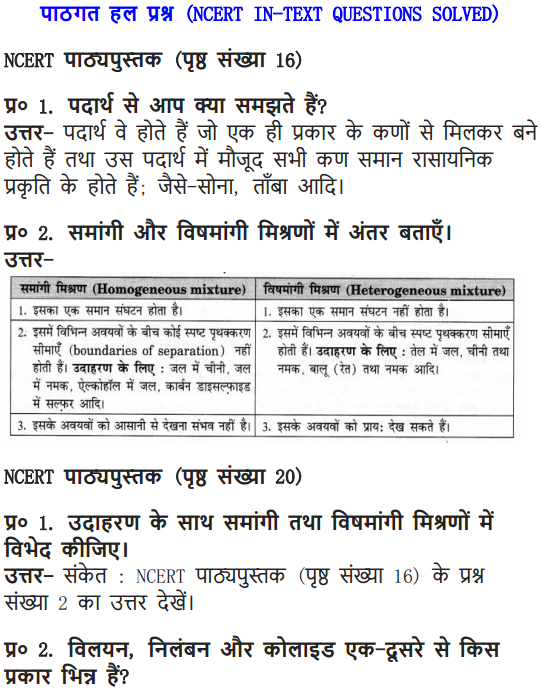 पाठगत हल प्रश्न (NCERT IN-TEXT QUESTIONS SOLVED)
NCERT पाठ्यपुस्तक (पृष्ठ संख्या 16)
प्र० 1. पदार्थ से आप क्या समझते हैं?
उत्तर- पदार्थ वे होते हैं जो एक ही प्रकार के कणों से मिलकर बने
होते हैं तथा उस पदार्थ में मौजूद सभी कण समान रासायनिक
प्रकृति के होते हैं; जैसे-सोना, ताँबा आदि।
प्र० 2. समांगी और विषमांगी मिश्रणों में अंतर बताएँ।
उत्तर-
समांगी मिश्रण (Homogeneous mixture)
विषमांगी मिश्रण (Heterogeneous mixture)
1. इसका एक समान संघटन होता है।
1. इसका एक समान संघटन नहीं होता है।
2. इसमें विभिन्न अवयवों के बीच कोई स्पष्ट पृथक्करण
सीमाएँ (boundaries of separation) नहीं
होती हैं। उदाहरण के लिए : जल में चीनी, जल
में नमक, ऐल्कोहॉल में जल, कार्बन डाइसल्फाइड
में सल्फर आदि।
2. इसमें विभिन्न अवयवों के बीच स्पष्ट पृथक्करण सीमाएँ
होती हैं। उदाहरण के लिए : तेल में जल, चीनी तथा
नमक, बालू (रेत) तथा नमक आदि।
3. इसके अवयवों को आसानी से देखना संभव नहीं है।
3. इसके अवयवों को प्राय: देख सकते हैं।
NCERT पाठ्यपुस्तक (पृष्ठ संख्या 20)
प्र० 1. उदाहरण के साथ समांगी तथा विषमांगी मिश्रणों में
विभेद कीजिए।
उत्तर- संकेत : NCERT पाठ्यपुस्तक (पृष्ठ संख्या 16) के प्रश्न
संख्या 2 का उत्तर देखें।
प्र० 2. विलयन, निलंबन और कोलाइड एक-दूसरे से किस
प्रकार भिन्न हैं?